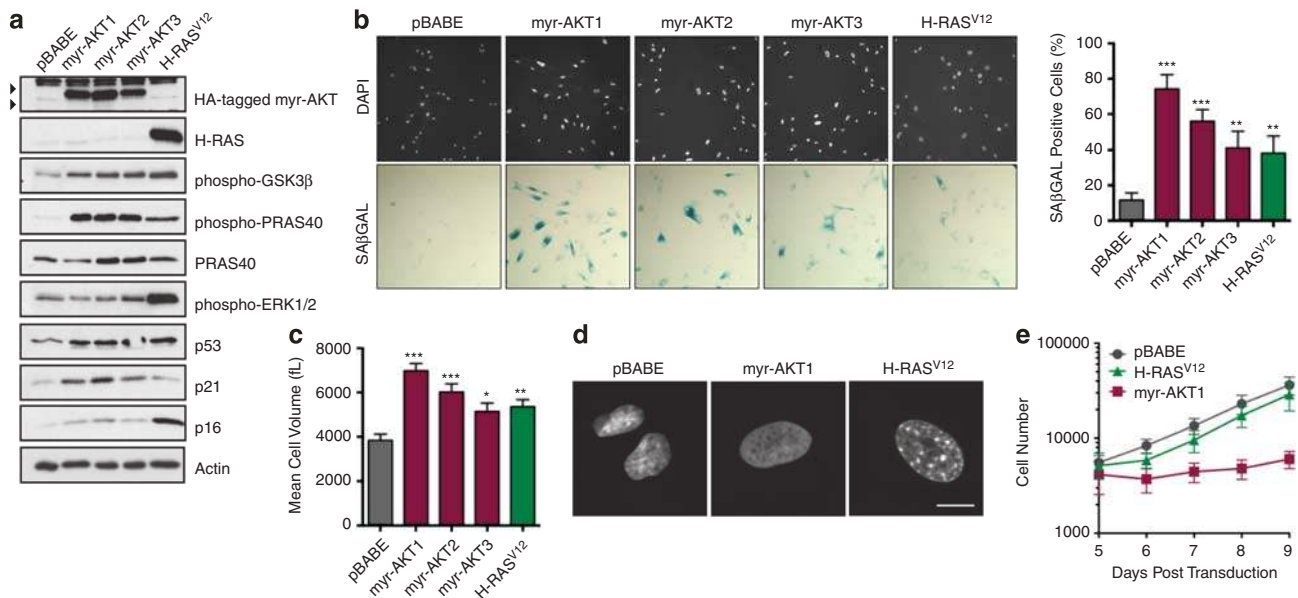 a
pBABE
myr-AKT1
myr-AKT2
myr-AKT3
H-RASV12
HA-tagged myr-AKT
H-RAS
phospho-GSK3β
phospho-PRAS40
PRAS40
phospho-ERK1/2
p53
p21
p16
Actin
b
pBABE myr-AKT1 myr-AKT2 myr-AKT3 H-RASV12
DAPI
SAβGAL
SAβGAL Positive Cells (%)
100
80
60
40
20
0
***
***
**
**
pBABE
myr-AKT1
myr-AKT2
myr-AKT3
H-RASV12
c
Mean Cell Volume (fL)
8000
6000
4000
2000
0
***
***
*
**
pBABE
myr-AKT1
myr-AKT2
myr-AKT3
H-RASV12
d
pBABE myr-AKT1 H-RASV12
e
Cell Number
100000
10000
1000
pBABE
H-RASV12
myr-AKT1
5 6 7 8 9
Days Post Transduction